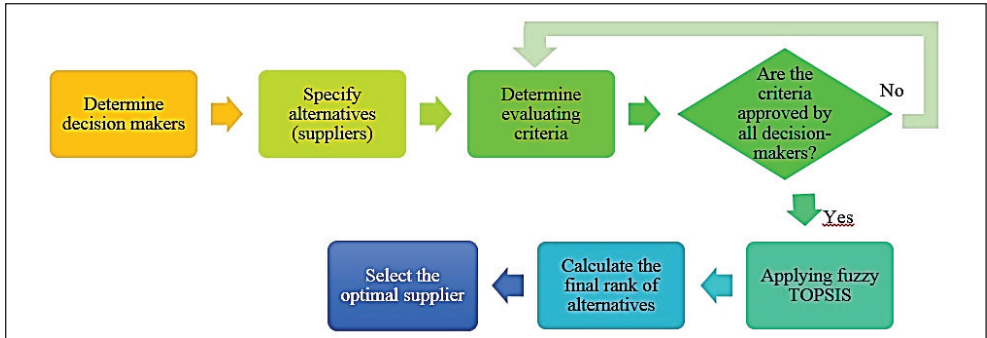 Determine
decision makers
Specify
alternatives
(suppliers)
Determine
evaluating
criteria
Are the
criteria
approved by
all decision-
makers?
No
Yes
Applying fuzzy
TOPSIS
Calculate the
final rank of
alternatives
Select the
optimal supplier